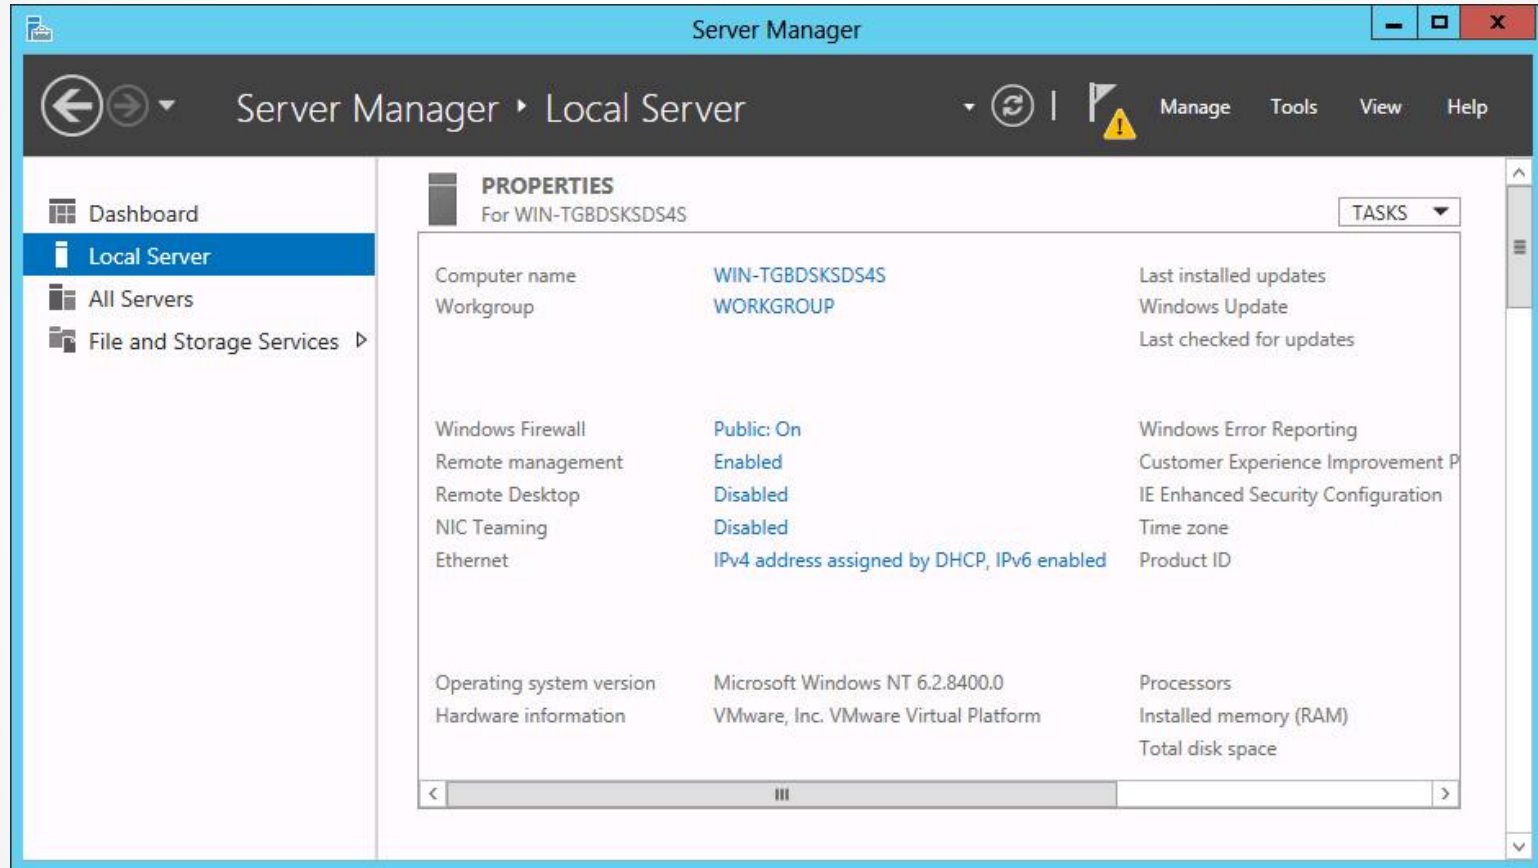 Server Manager
Server Manager ‣ Local Server
Manage Tools View Help
Dashboard
Local Server
All Servers
File and Storage Services
PROPERTIES
For WIN-TGBDSKSDS4S
TASKS
Computer name WIN-TGBDSKSDS4S Last installed updates
Workgroup WORKGROUP Windows Update
Last checked for updates
Windows Firewall Public: On Windows Error Reporting
Remote management Enabled Customer Experience Improvement P
Remote Desktop Disabled IE Enhanced Security Configuration
NIC Teaming Disabled Time zone
Ethernet IPv4 address assigned by DHCP, IPv6 enabled Product ID
Operating system version Microsoft Windows NT 6.2.8400.0 Processors
Hardware information VMware, Inc. VMware Virtual Platform Installed memory (RAM)
Total disk space